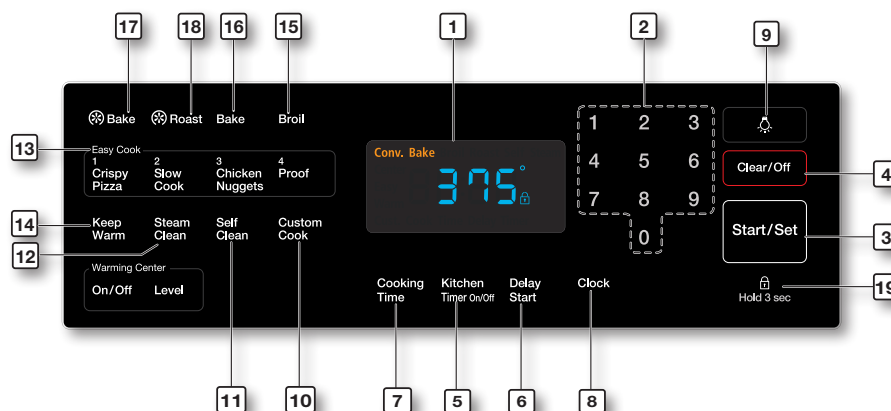 17 18 16 15 1 2 9
Bake Roast Bake Broil
13
Easy Cook
1 2 3 4
Crispy Pizza
Slow Cook
Chicken Nuggets
Proof
14
Keep Warm
Steam Clean
Self Clean
Custom Cook
12
Warming Center
On/Off Level
Conv. Bake
375°
1 2 3
4 5 6
7 8 9
0
Clear/Off
4
Start/Set
3
Hold 3 sec
19
Cooking Time
Kitchen
Timer On/Off
Delay Start
Clock
11 10 7 5 6 8